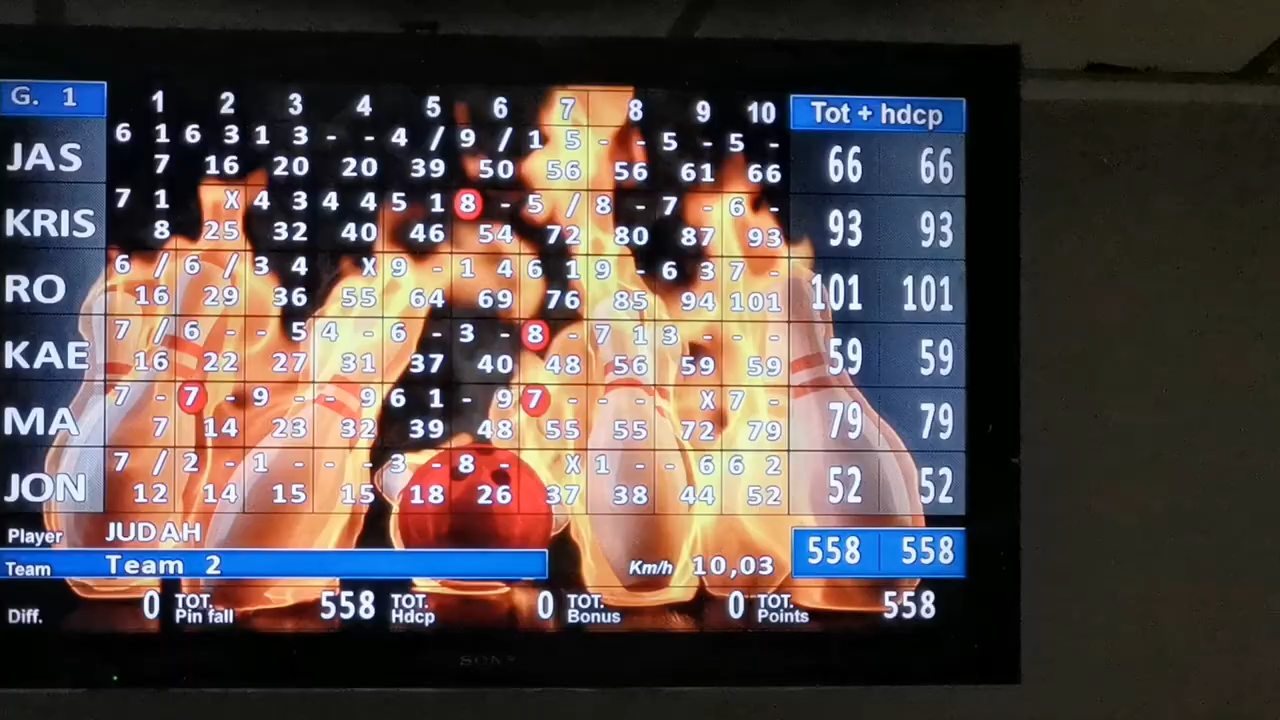 G. 1 1 2 3 4 5 6 7 8 9 10 Tot + hdcp
6 1 6 3 1 3 - - 4 / 9 / 1 5 - - 5 - 5 -
JAS 7 16 20 20 39 50 56 56 61 66 66 66
7 1 X 4 3 4 4 5 1 8 - 5 / 8 - 7 - 6 -
KRIS 8 25 32 40 46 54 72 80 87 93 93 93
6 / 6 / 3 4 X 9 - 1 4 6 1 9 - 6 3 7 -
RO 16 29 36 55 64 69 76 85 94 101 101 101
7 / 6 - - 5 4 - 6 - 3 - 8 - 7 1 3 - - -
KAE 16 22 27 31 37 40 48 56 59 59 59 59
7 - 7 - 9 - - 9 6 1 - 9 7 - - - X 7 -
MA 7 14 23 32 39 48 55 55 72 79 79 79
7 / 2 - 1 - - - 3 - 8 - X 1 - - 6 6 2
JON 12 14 15 15 18 26 37 38 44 52 52 52
Player JUDAH
Team Team 2 Km/h 10,03 558 558
Diff. 0 TOT. Pin fall 558 TOT. Hdcp 0 TOT. Bonus 0 TOT. Points 558
SONY